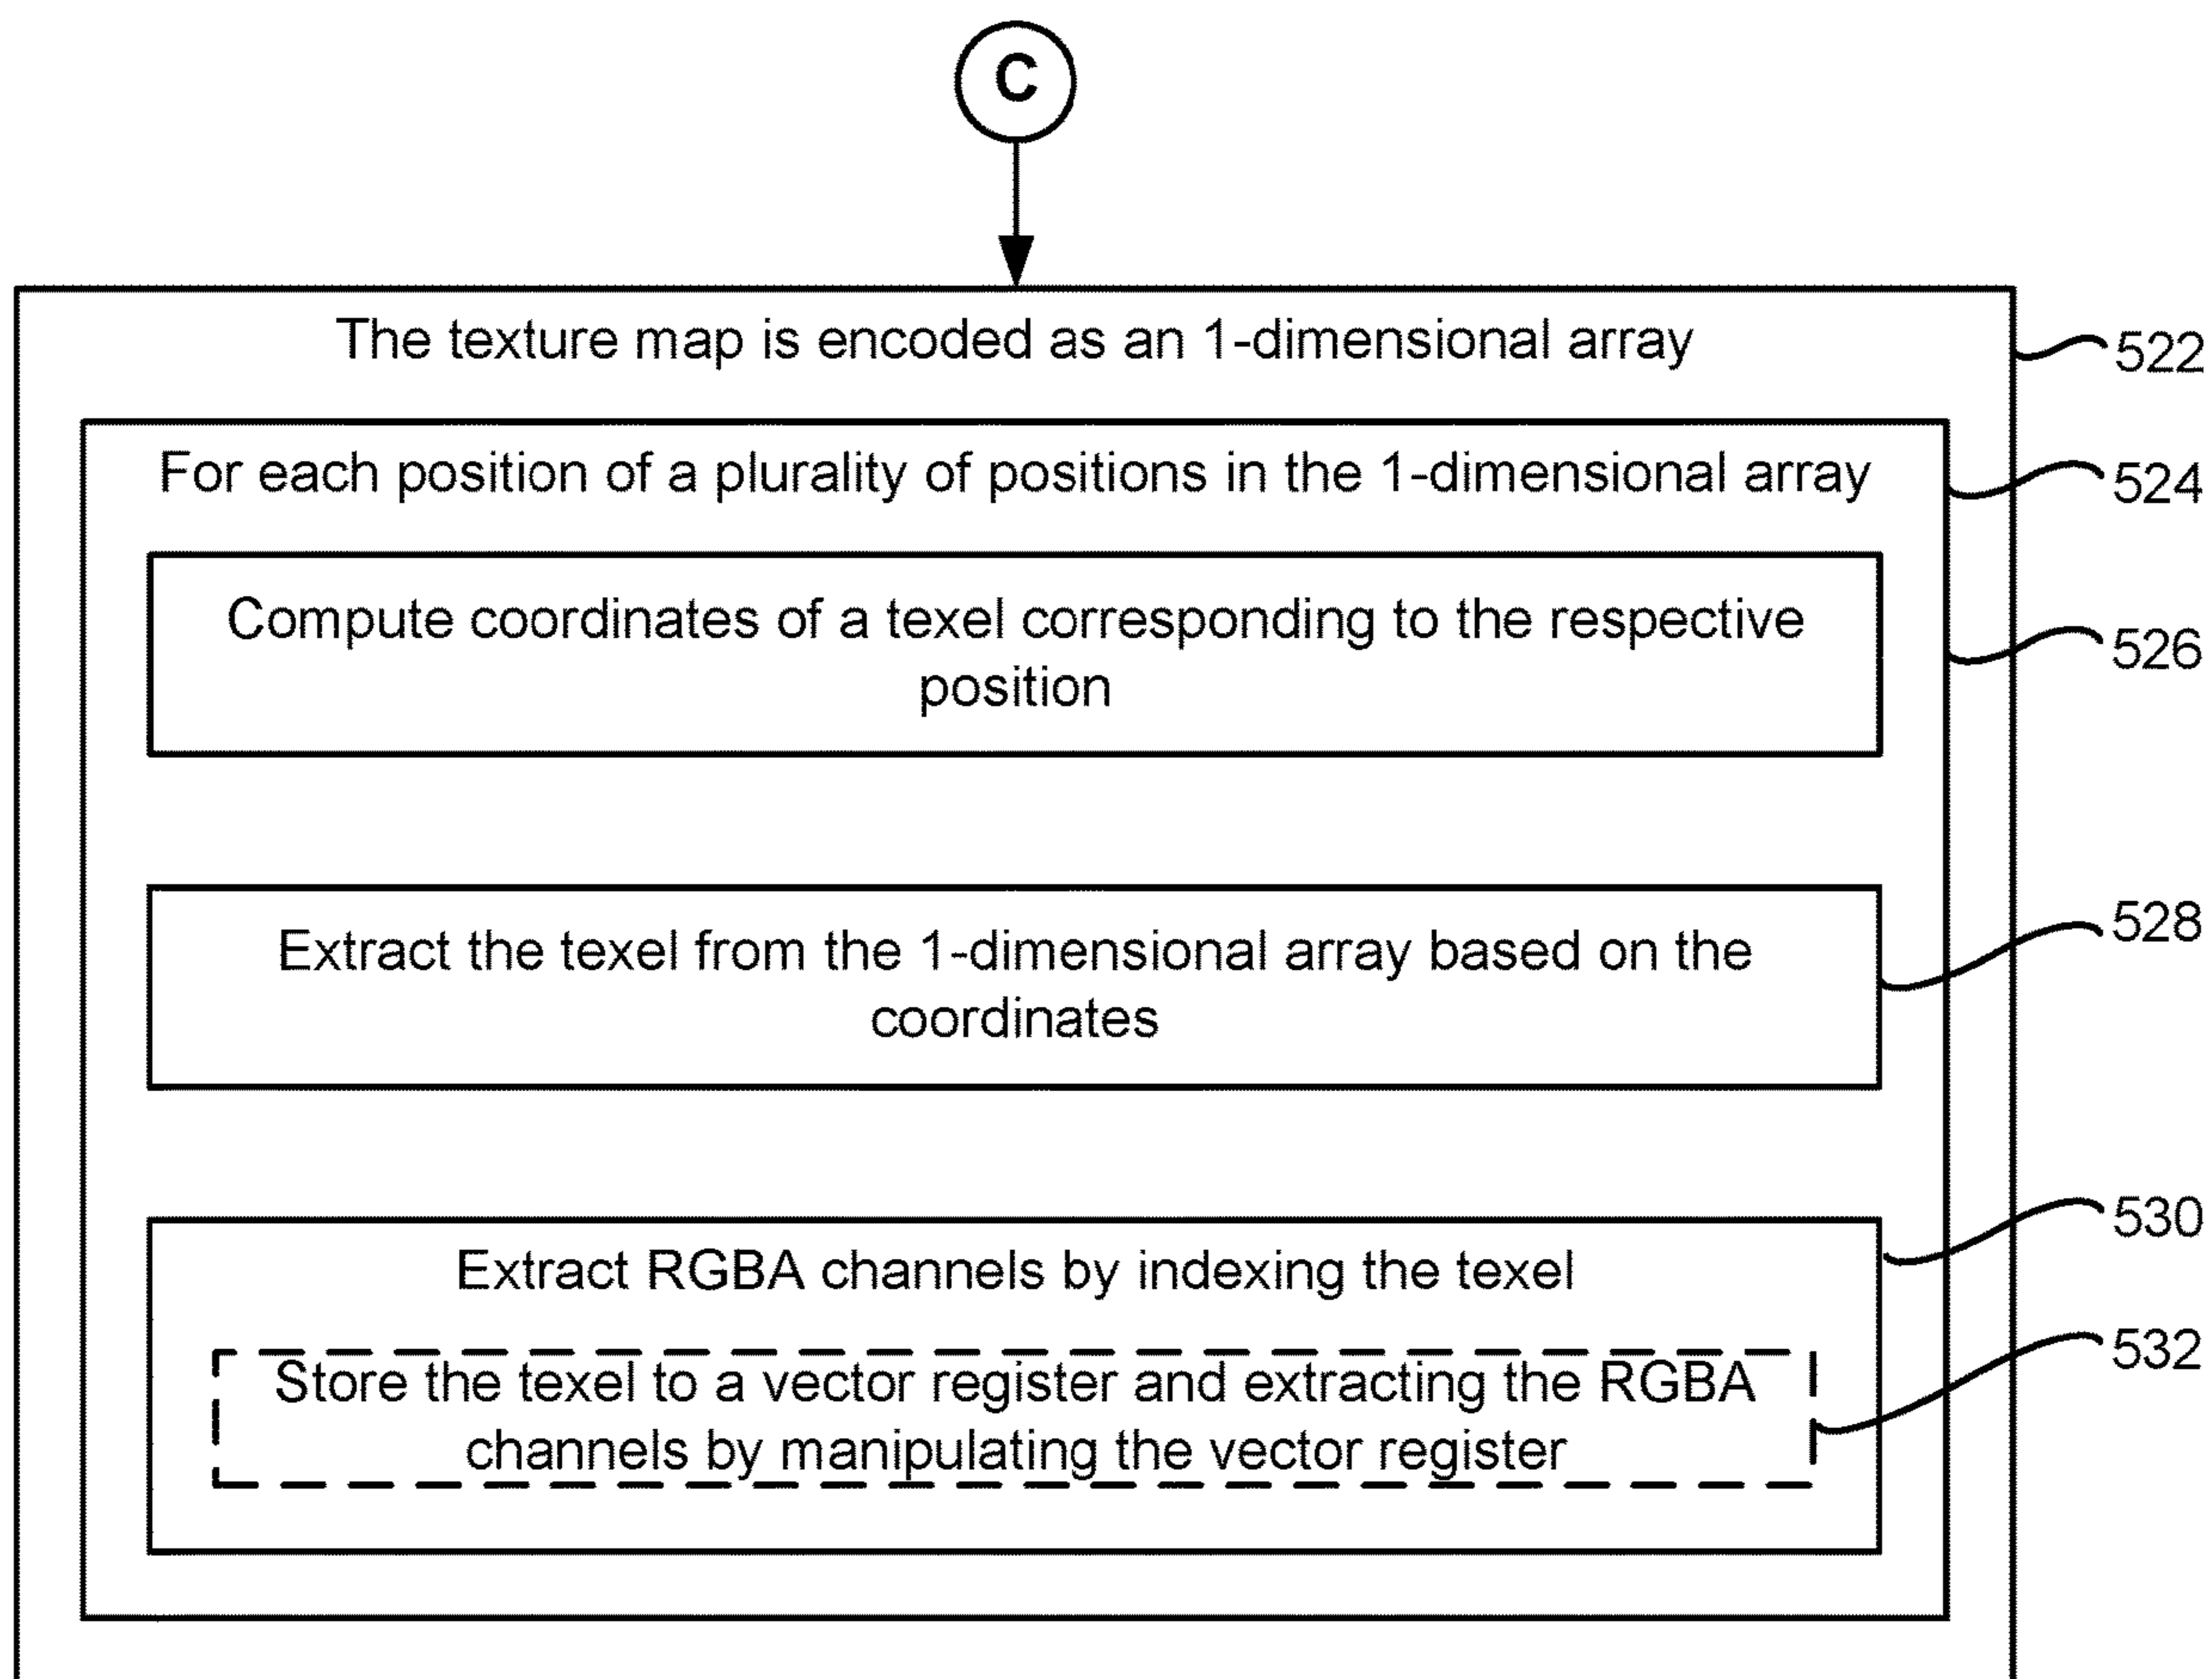 C
The texture map is encoded as an 1-dimensional array
522
For each position of a plurality of positions in the 1-dimensional array
524
Compute coordinates of a texel corresponding to the respective
position
526
Extract the texel from the 1-dimensional array based on the
coordinates
528
Extract RGBA channels by indexing the texel
530
Store the texel to a vector register and extracting the RGBA
channels by manipulating the vector register
532